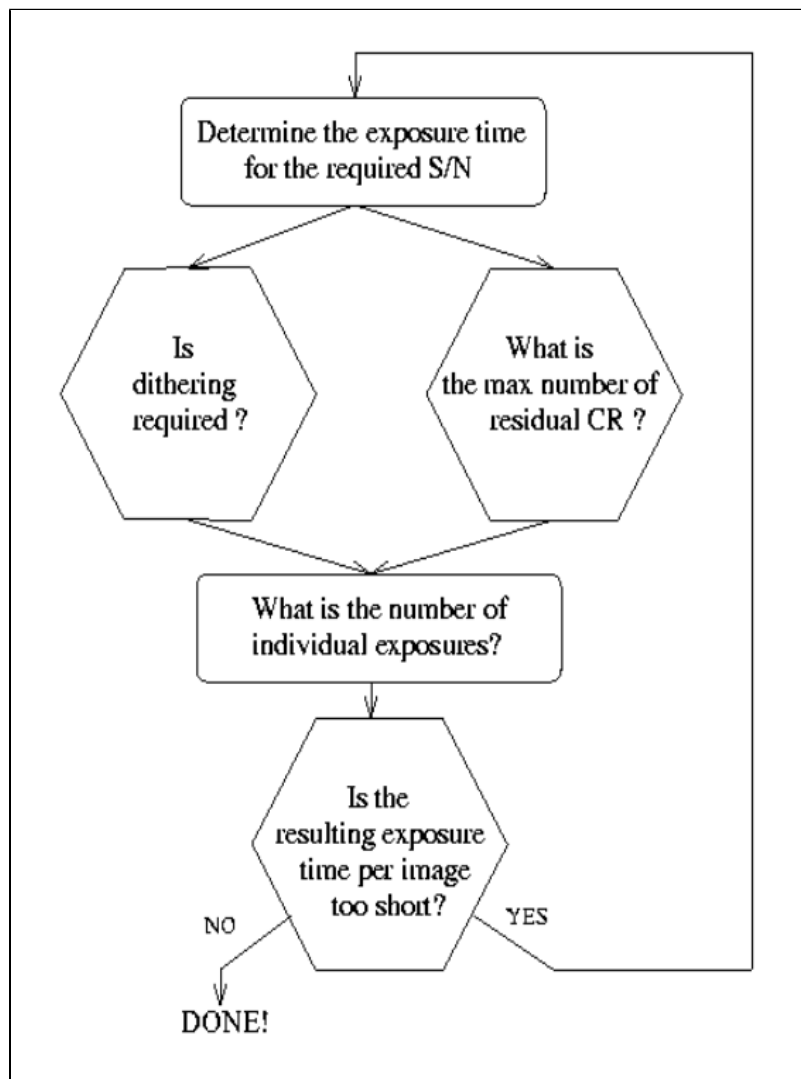 Determine the exposure time
for the required S/N
Is
dithering
required ?
What is
the max number of
residual CR ?
What is the number of
individual exposures?
Is the
resulting exposure
time per image
too short?
NO
YES
DONE!